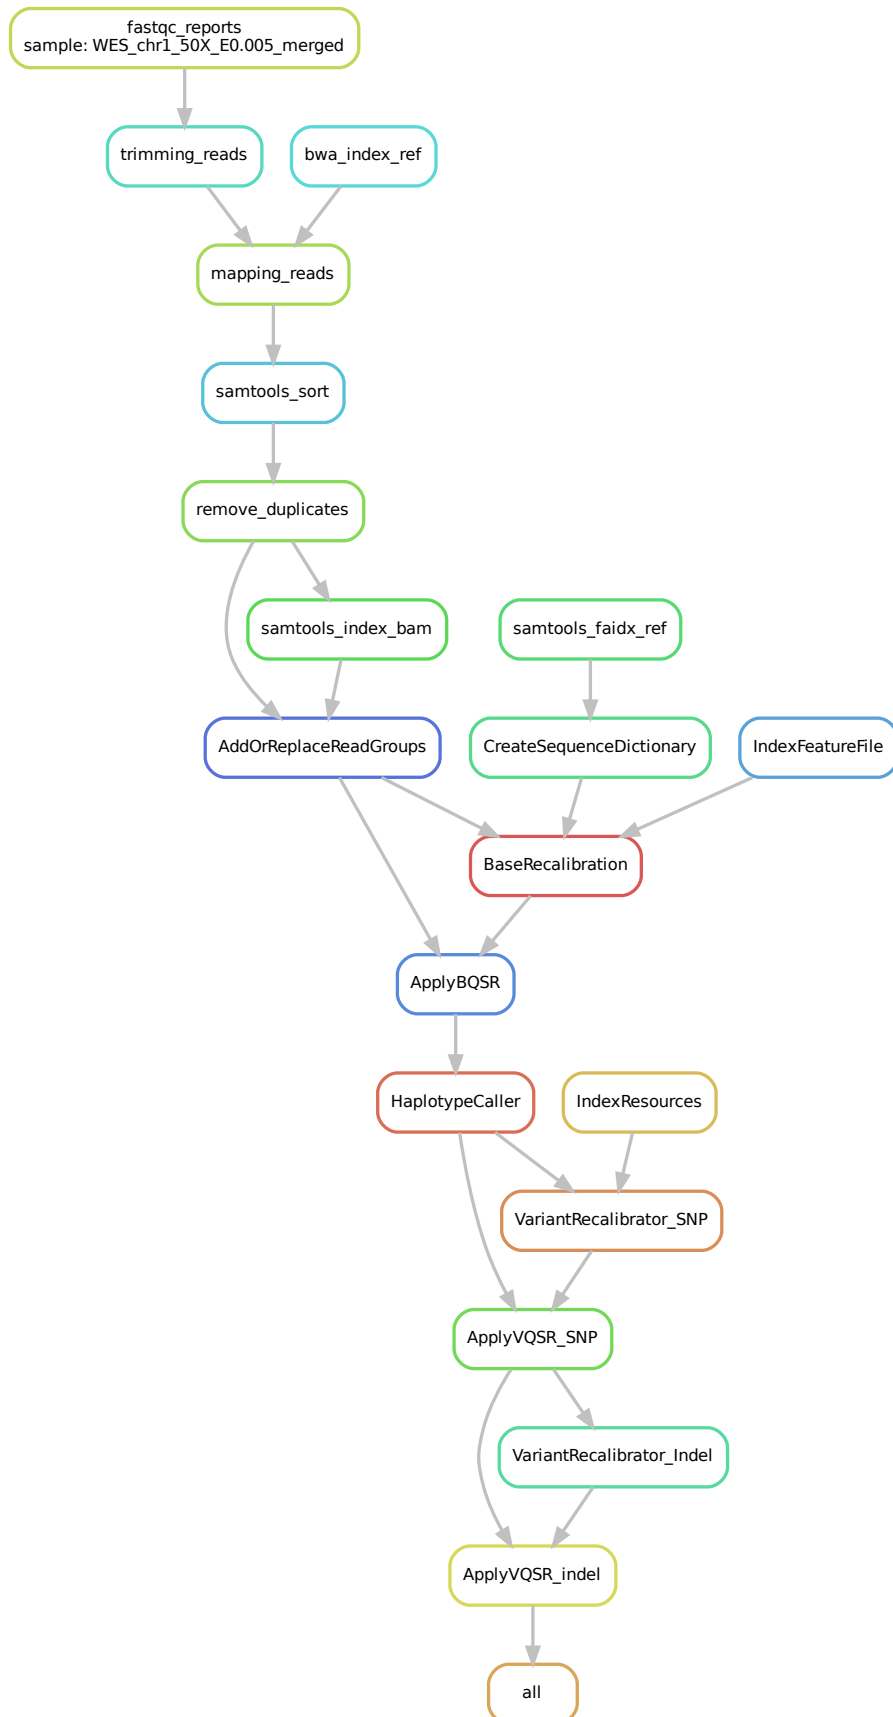 fastqc_reports
sample: WES_chr1_50X_E0.005_merged
trimming_reads
bwa_index_ref
mapping_reads
samtools_sort
remove_duplicates
samtools_index_bam
samtools_faidx_ref
AddOrReplaceReadGroups
CreateSequenceDictionary
IndexFeatureFile
BaseRecalibration
ApplyBQSR
HaplotypeCaller
IndexResources
VariantRecalibrator_SNP
ApplyVQSR_SNP
VariantRecalibrator_Indel
ApplyVQSR_indel
all